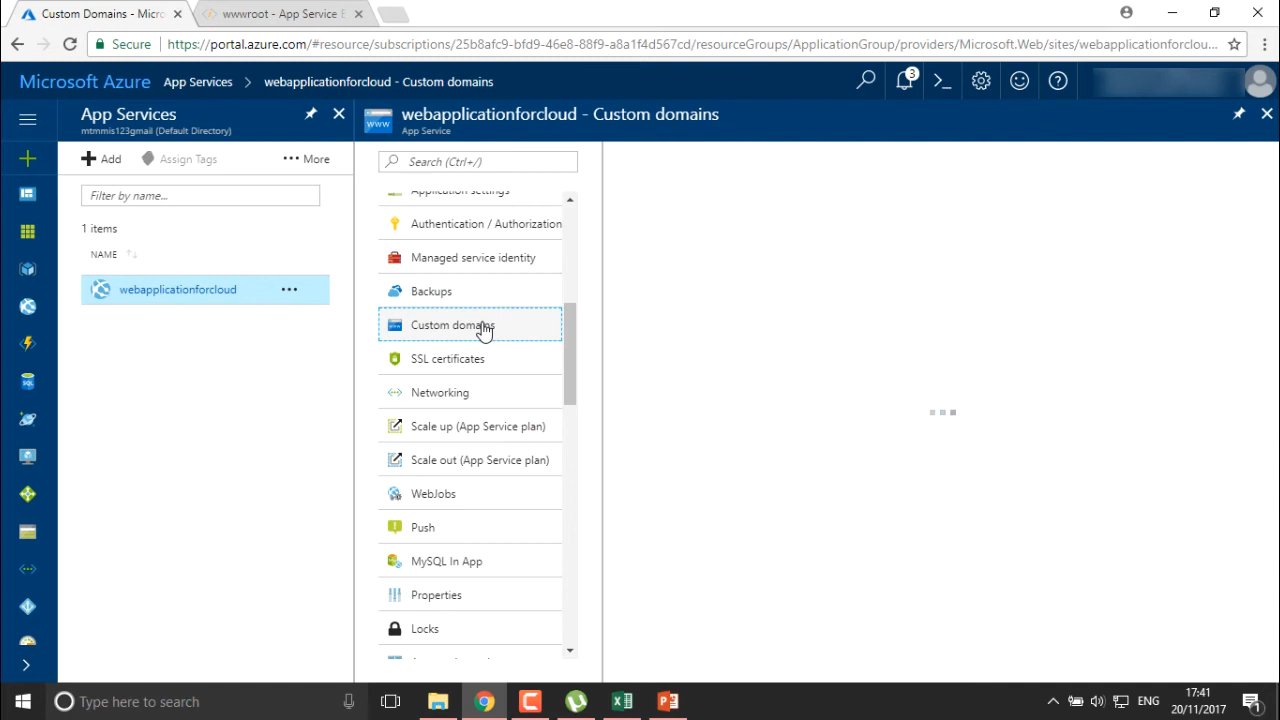 Custom Domains - Micro
wwwroot - App Service E
Secure
https://portal.azure.com/#resource/subscriptions/25b8afc9-bfd9-46e8-88f9-a8a1f4d567cd/resourceGroups/ApplicationGroup/providers/Microsoft.Web/sites/webapplicationforclou...
Microsoft Azure
App Services > webapplicationforcloud - Custom domains
3
App Services
mtmmis123gmail (Default Directory)
Add
Assign Tags
More
Filter by name...
1 items
NAME
webapplicationforcloud
www
webapplicationforcloud - Custom domains
App Service
Search (Ctrl+/)
Application settings
Authentication / Authorization
Managed service identity
Backups
Custom domains
SSL certificates
Networking
Scale up (App Service plan)
Scale out (App Service plan)
WebJobs
Push
MySQL In App
Properties
Locks
Type here to search
ENG
17:41
20/11/2017
1